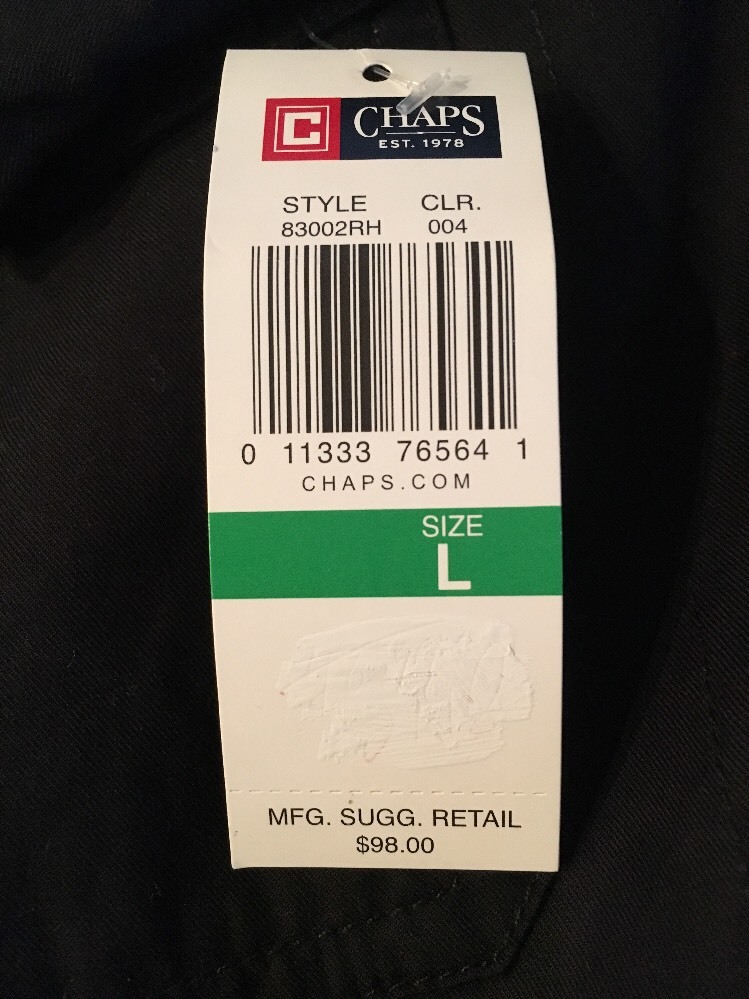 C CHAPS
EST. 1978
STYLE CLR.
83002RH 004
0 11333 76564 1
CHAPS.COM
SIZE
L
MFG. SUGG. RETAIL
$98.00